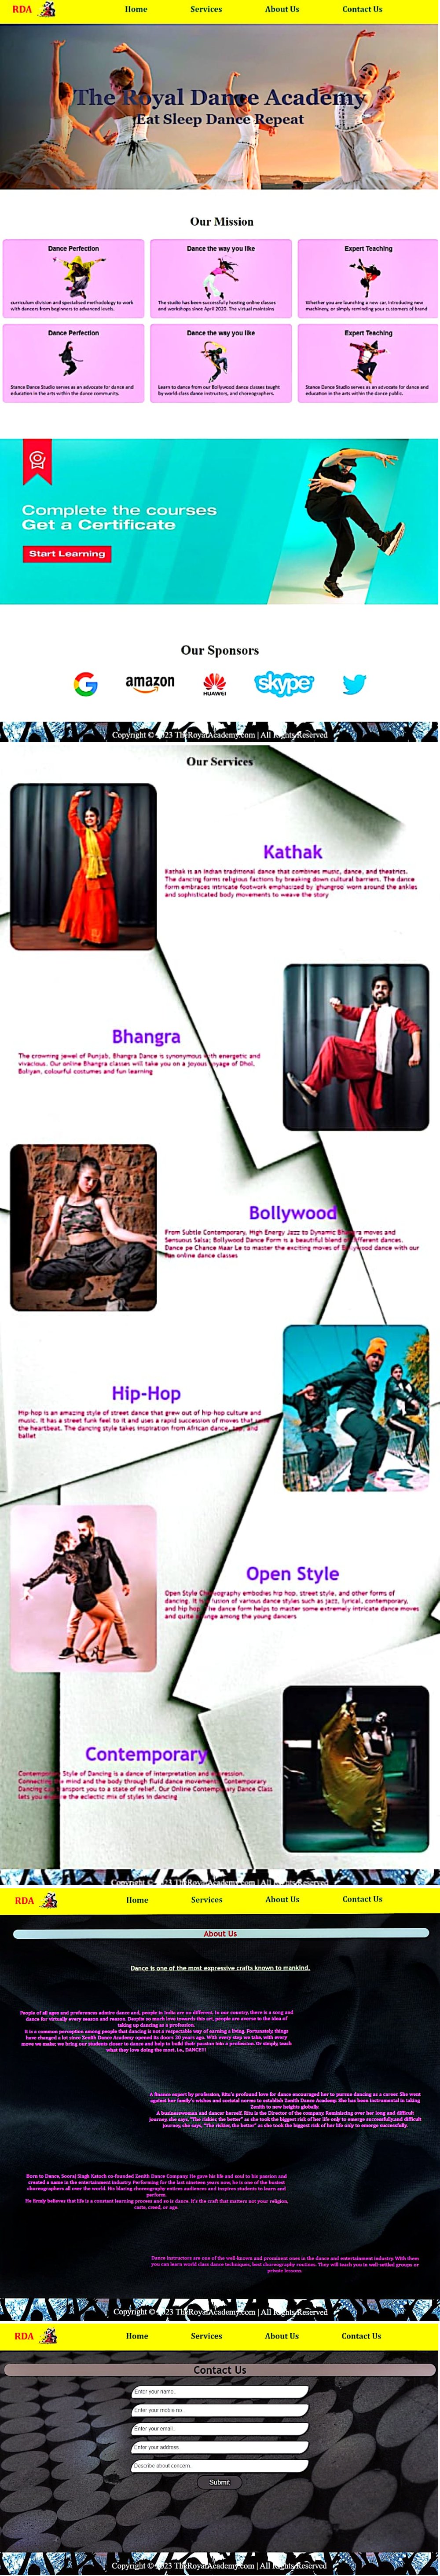 RDA Home Services About Us Contact Us
The Royal Dance Academy
Eat Sleep Dance Repeat
Our Mission
Dance Perfection
curriculum division and specialised methodology to work
with dancers from beginners to advanced levels.
Dance the way you like
The studio has been successfully hosting online classes
and workshops since April 2020. The virtual maintains
Expert Teaching
Whether you are launching a new car, introducing new
machinery, or simply reminding your customers of brand
Dance Perfection
Stance Dance Studio serves as an advocate for dance and
education in the arts within the dance community.
Dance the way you like
Learn to dance from our Bollywood dance classes taught
by world-class dance instructors, and choreographers.
Expert Teaching
Stance Dance Studio serves as an advocate for dance and
education in the arts within the dance public.
Complete the courses
Get a Certificate
Start Learning
Our Sponsors
amazon
HUAWEI
skype
Copyright © 2023 TheRoyalAcademy.com | All Rights Reserved
Our Services
Kathak
Kathak is an Indian traditional dance that combines music, dance, and theatrics.
The dancing forms religious factions by breaking down cultural barriers. The dance
form embraces intricate footwork emphasized by 'ghungroo' worn around the ankles
and sophisticated body movements to weave the story
Bhangra
The crowning jewel of Punjab, Bhangra Dance is synonymous with energetic and
vivacious. Our online Bhangra classes will take you on a joyous voyage of Dhol,
Boliyan, colourful costumes and fun learning
Bollywood
From Subtle Contemporary, High Energy Jazz to Dynamic Bhangra moves and
Sensuous Salsa; Bollywood Dance Form is a beautiful blend of different dances.
Dance pe Chance Maar Le to master the exciting moves of Bollywood dance with our
fun online dance classes
Hip-Hop
Hip-hop is an amazing style of street dance that grew out of hip-hop culture and
music. It has a street funk feel to it and uses a rapid succession of moves that raise
the heartbeat. The dancing style takes inspiration from African dance, tap, and
ballet
Open Style
Open Style Choreography embodies hip hop, street style, and other forms of
dancing. It is a fusion of various dance styles such as jazz, lyrical, contemporary,
and hip hop. The dance form helps to master some extremely intricate dance moves
and quite a range among the young dancers
Contemporary
Contemporary Style of Dancing is a dance of interpretation and expression.
Connecting the mind and the body through fluid dance movements, Contemporary
Dancing can transport you to a state of relief. Our Online Contemporary Dance Class
lets you explore the eclectic mix of styles in dancing
Copyright © 2023 TheRoyalAcademy.com | All Rights Reserved
RDA Home Services About Us Contact Us
About Us
Dance is one of the most expressive crafts known to mankind.
People of all ages and preferences admire dance and, people in India are no different. In our country, there is a song and
dance for virtually every season and reason. Despite so much love towards this art, people are averse to the idea of
taking up dancing as a profession.
It is a common perception among people that dancing is not a respectable way of earning a living. Fortunately, things
have changed a lot since Zenith Dance Academy opened its doors 20 years ago. With every step we take, with every
move we make; we bring our students closer to dance and help to build their passion into a profession. Or simply, teach
what they love doing the most, i.e., DANCE!!!
A finance expert by profession, Ritu's profound love for dance encouraged her to pursue dancing as a career. She went
against her family's wishes and societal norms to establish Zenith Dance Academy. She has been instrumental in taking
Zenith to new heights globally.
A businesswoman and dancer herself, Ritu is the Director of the company. Reminiscing over her long and difficult
journey, she says, "The riskier, the better" as she took the biggest risk of her life only to emerge successfully.and difficult
journey, she says, "The riskier, the better" as she took the biggest risk of her life only to emerge successfully.
Born to Dance, Sooraj Singh Katoch co-founded Zenith Dance Company. He gave his life and soul to his passion and
created a name in the entertainment industry. Performing for the last nineteen years now, he is one of the busiest
choreographers all over the world. His blazing choreography entices audiences and inspires students to learn and
perform.
He firmly believes that life is a constant learning process and so is dance. It's the craft that matters not your religion,
caste, creed, or age.
Dance instructors are one of the well-known and prominent ones in the dance and entertainment industry. With them
you can learn world class dance techniques, best choreography routines. They will teach you in well-settled groups or
private lessons.
Copyright © 2023 TheRoyalAcademy.com | All Rights Reserved
RDA Home Services About Us Contact Us
Contact Us
Enter your name..
Enter your mobile no...
Enter your email...
Enter your address
Describe about concern...
Submit
Copyright © 2023 TheRoyalAcademy.com | All Rights Reserved